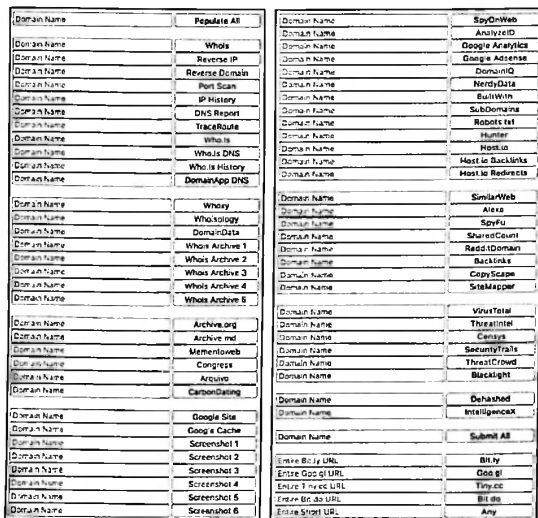 Domain Name Populate All
Domain Name Whois
Domain Name Reverse IP
Domain Name Reverse Domain
Domain Name Port Scan
Domain Name IP History
Domain Name DNS Report
Domain Name TraceRoute
Domain Name Who.Is
Domain Name Who.Is DNS
Domain Name Who.Is History
Domain Name DomainApp DNS
Domain Name Whoxy
Domain Name Whoisology
Domain Name DomainData
Domain Name Whois Archive 1
Domain Name Whois Archive 2
Domain Name Whois Archive 3
Domain Name Whois Archive 4
Domain Name Whois Archive 5
Domain Name Archive.org
Domain Name Archive.md
Domain Name Mementoweb
Domain Name Congress
Domain Name Arquivo
Domain Name CarbonDating
Domain Name Google Site
Domain Name Google Cache
Domain Name Screenshot 1
Domain Name Screenshot 2
Domain Name Screenshot 3
Domain Name Screenshot 4
Domain Name Screenshot 5
Domain Name Screenshot 6
Domain Name SpyOnWeb
Domain Name AnalyzeID
Domain Name Google Analytics
Domain Name Google Adsense
Domain Name DomainIQ
Domain Name NerdyData
Domain Name BuiltWith
Domain Name SubDomains
Domain Name Robots.txt
Domain Name Hunter
Domain Name Host.io
Domain Name Host.io Backlinks
Domain Name Host.io Redirects
Domain Name SimilarWeb
Domain Name Alexa
Domain Name SpyFu
Domain Name SharedCount
Domain Name RedditDomain
Domain Name Backlinks
Domain Name CopyScape
Domain Name SiteMapper
Domain Name VirusTotal
Domain Name ThreatIntel
Domain Name Censys
Domain Name SecurityTrails
Domain Name ThreatCrowd
Domain Name Blacklight
Domain Name Dehashed
Domain Name IntelligenceX
Domain Name Submit All
Entire Bit.ly URL Bit.ly
Entire Goo.gl URL Goo.gl
Entire Tiny.cc URL Tiny.cc
Entire Bit.do URL Bit.do
Entire Short URL Any